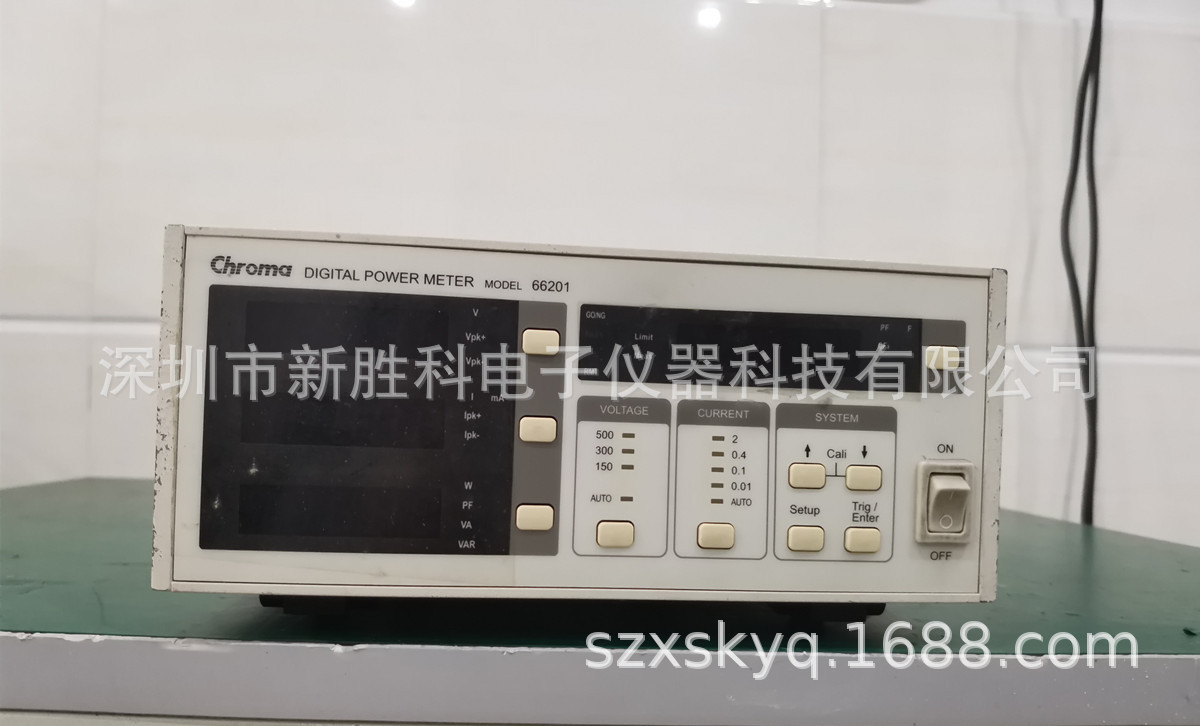 Chroma DIGITAL POWER METER MODEL 66201
V
Vpk+
Vpk-
I mA
Ipk+
Ipk-
W
PF
VA
VAR
GONG
Limit
PF F
深圳市新胜科电子仪器科技有限公司
VOLTAGE
500
300
150
AUTO
CURRENT
2
0.4
0.1
0.01
AUTO
SYSTEM
Cali
Setup
Trig /
Enter
ON
OFF
szxskyq.1688.com